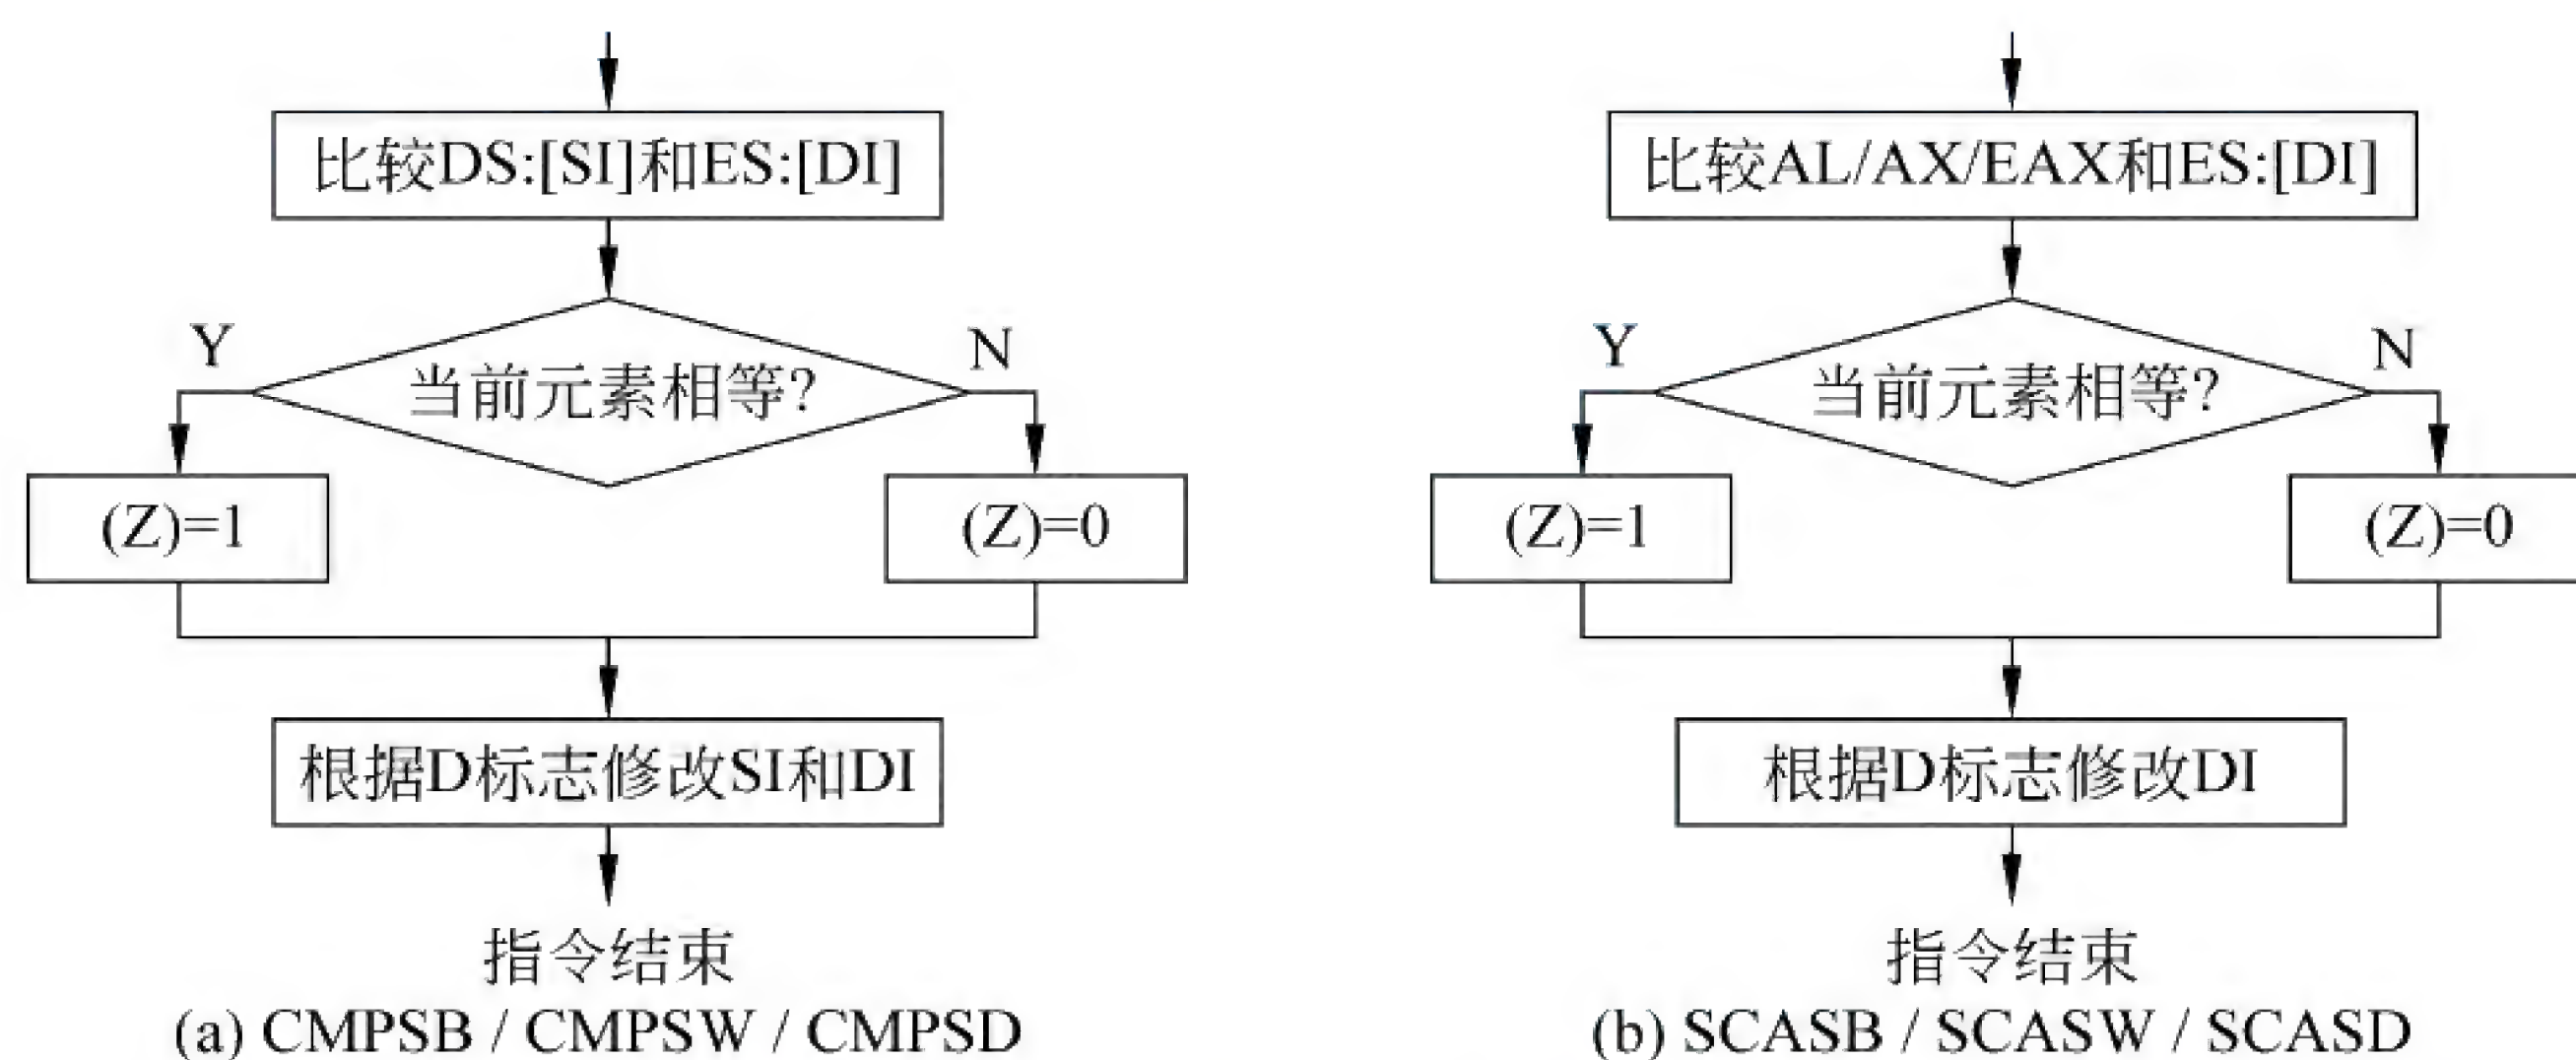 比较DS:[SI]和ES:[DI]
Y
N
当前元素相等?
(Z)=1
(Z)=0
根据D标志修改SI和DI
指令结束
(a) CMPSB / CMPSW / CMPSD
比较AL/AX/EAX和ES:[DI]
Y
N
当前元素相等?
(Z)=1
(Z)=0
根据D标志修改DI
指令结束
(b) SCASB / SCASW / SCASD